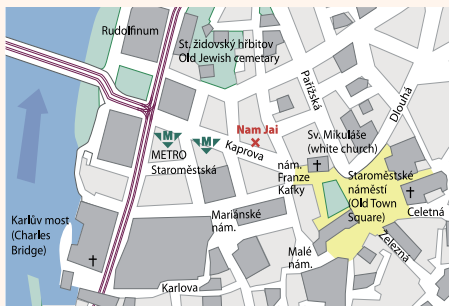 Rudolfinum
St. židovský hřbitov
Old Jewish cemetary
Pařížská
Dlouhá
M
M
METRO
Staroměstská
Nam Jai
Kaprova
Sv. Mikuláše
(white church)
nám.
Franze
Kafky
Staroměstské
náměstí
(Old Town
Square)
Celetná
Železná
Karlův most
(Charles
Bridge)
Mariánské
nám.
Malé
nám.
Karlova